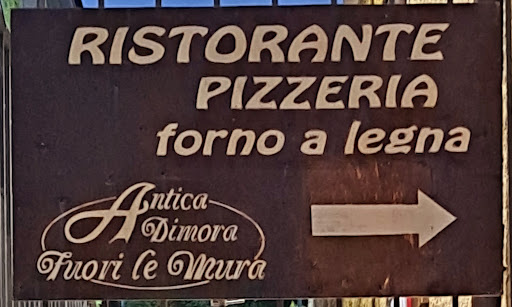 RISTORANTE
PIZZERIA
forno a legna
Antica
Dimora
Fuori le Mura